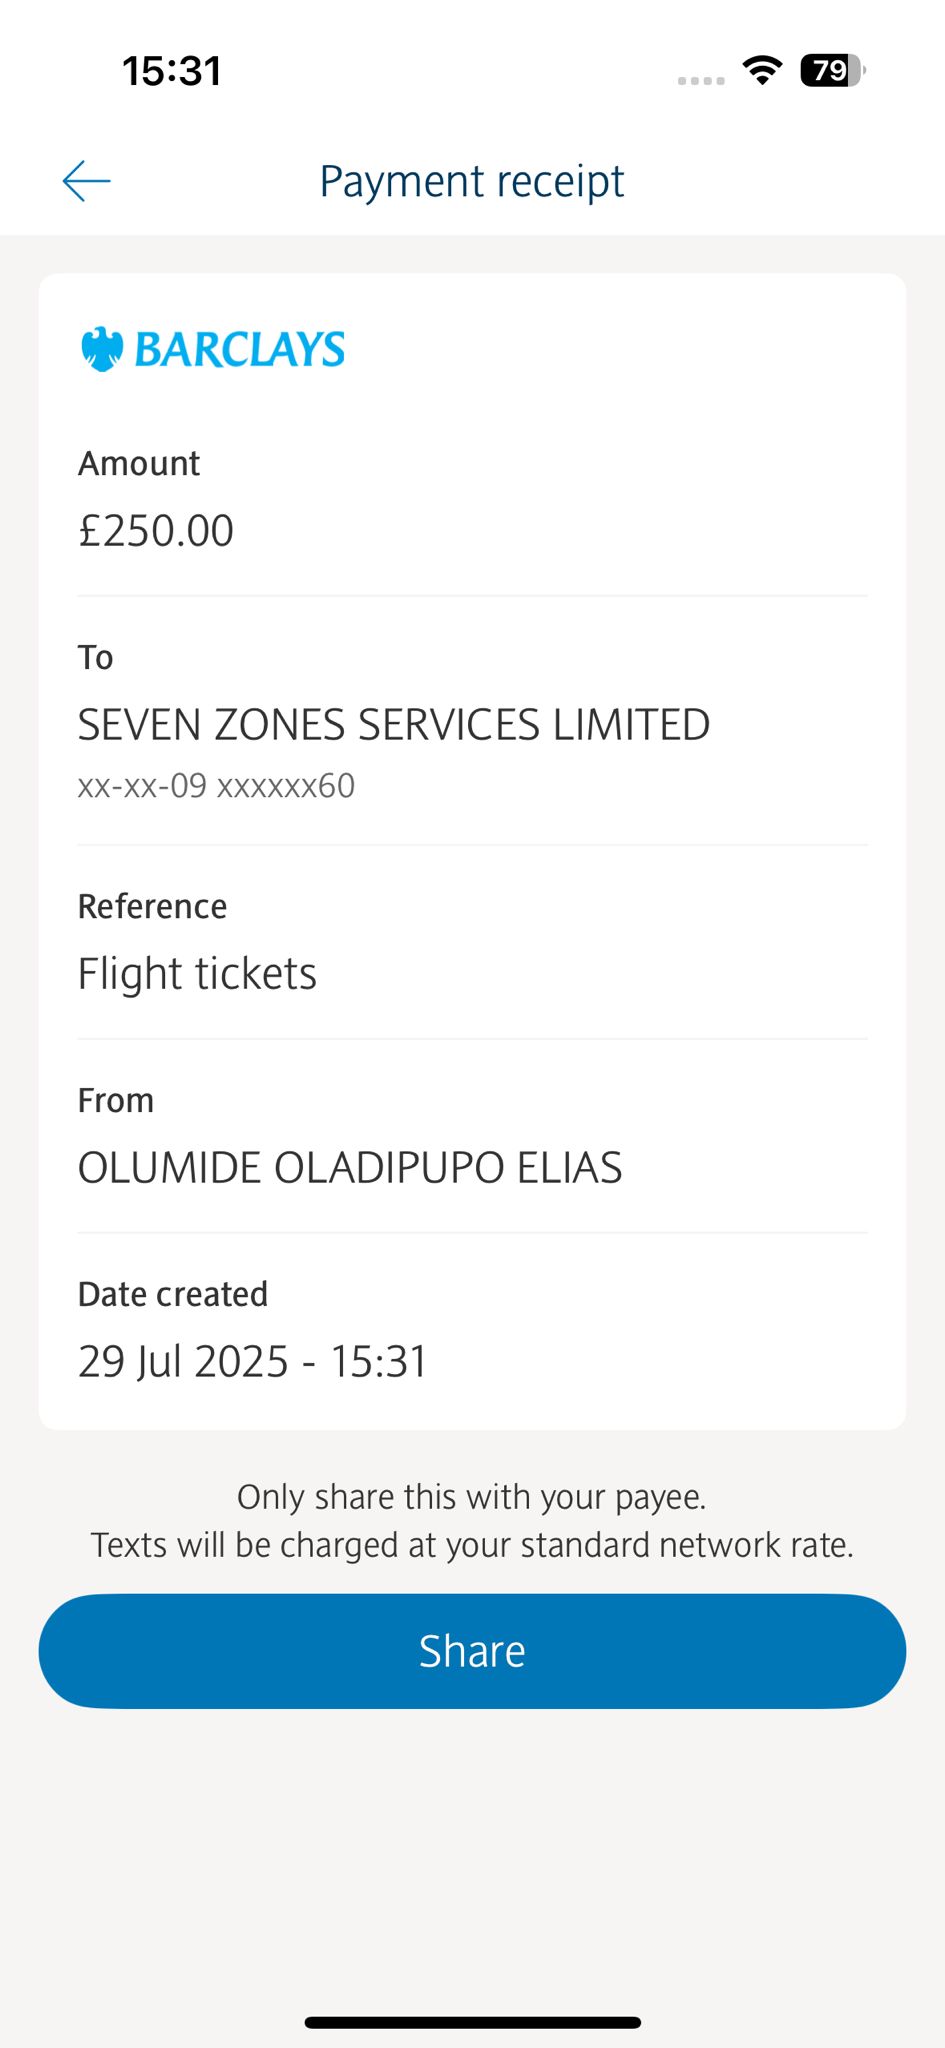 15:31
79
Payment receipt
BARCLAYS
Amount
£250.00
To
SEVEN ZONES SERVICES LIMITED
xx-xx-09 xxxxxx60
Reference
Flight tickets
From
OLUMIDE OLADIPUPO ELIAS
Date created
29 Jul 2025 - 15:31
Only share this with your payee.
Texts will be charged at your standard network rate.
Share